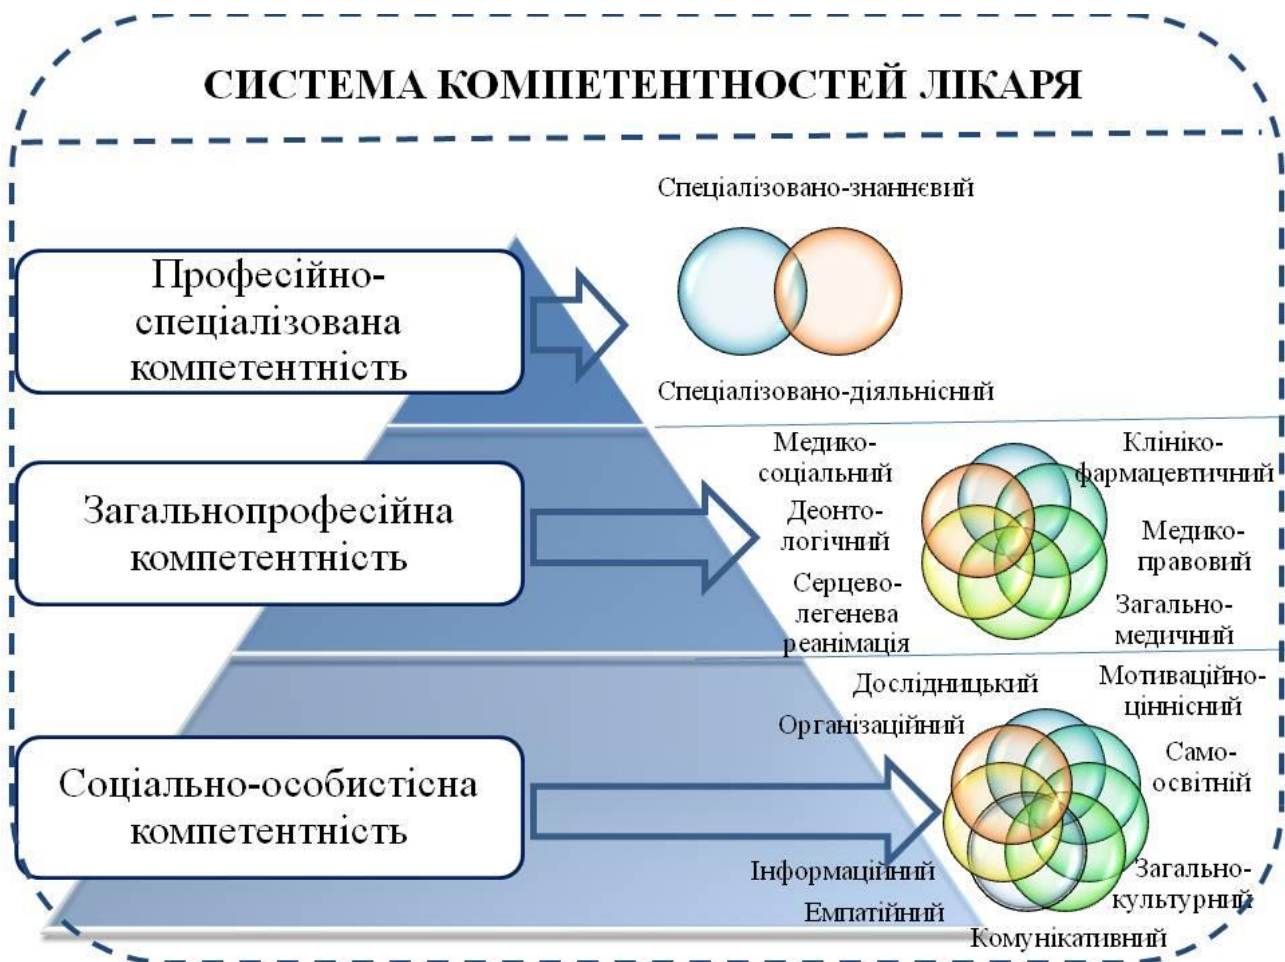 СИСТЕМА КОМПЕТЕНТНОСТЕЙ ЛІКАРЯ
Професійно-
спеціалізована
компетентність
Спеціалізовано-знаннєвий
Спеціалізовано-діяльнісний
Загальнопрофесійна
компетентність
Медико-
соціальний
Деонто-
логічний
Серцево-
легенева
реанімація
Клініко-
фармацевтичний
Медико-
правовий
Загально-
медичний
Соціально-особистісна
компетентність
Дослідницький
Організаційний
Інформаційний
Емпатійний
Комунікативний
Мотиваційно-
ціннісний
Само-
освітній
Загально-
культурний